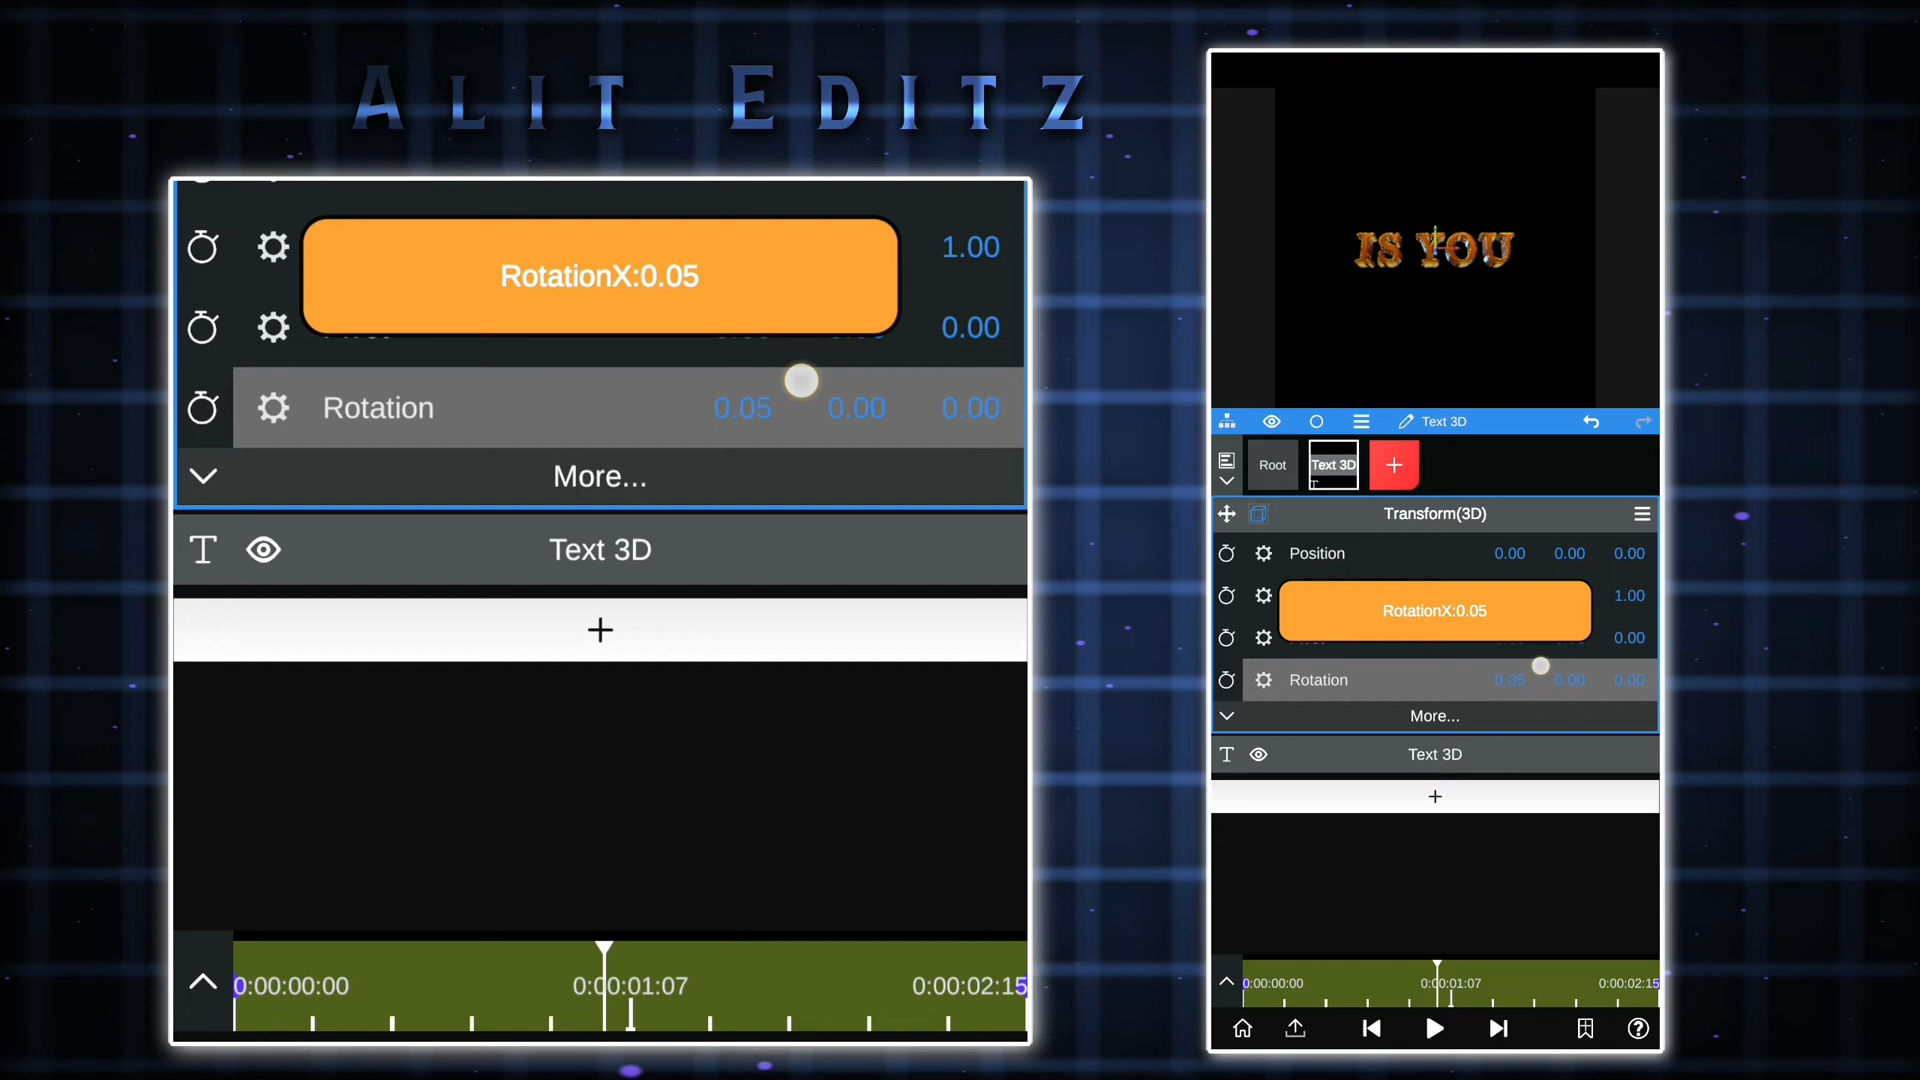 Alit Editz
1.00
RotationX:0.05
0.00
Rotation 0.05 0.00 0.00
More...
Text 3D
+
0:00:00:00 0:00:01:07 0:00:02:15
IS YOU
Text 3D
Root Text 3D +
T
Transform(3D)
Position 0.00 0.00 0.00
1.00
RotationX:0.05
0.00
Rotation 0.05 0.00 0.00
More...
Text 3D
+
0:00:00:00 0:00:01:07 0:00:02:15